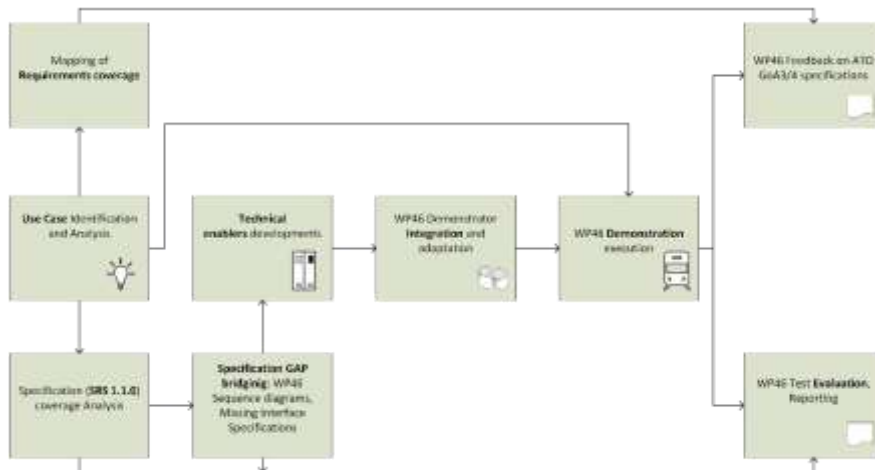 Mapping of
Requirements coverage
WP46 Feedback on ATO
GoA3/4 specifications
Use Case Identification
and Analysis
Technical
enablers developments
WP46 Demonstrator
Integration and
adaptation
WP46 Demonstration
execution
Specification (SRS 1.1.0)
coverage Analysis
Specification GAP
bridginig: WP46
Sequence diagrams,
Missing Interface
Specifications
WP46 Test Evaluation,
Reporting